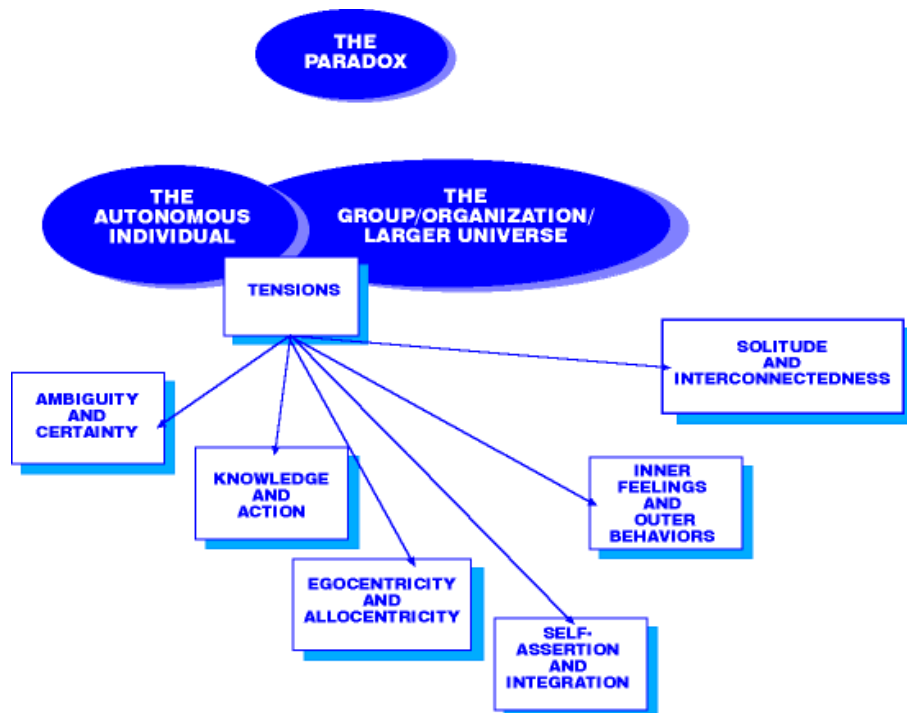 THE
PARADOX
THE
AUTONOMOUS
INDIVIDUAL
THE
GROUP/ORGANIZATION/
LARGER UNIVERSE
TENSIONS
SOLITUDE
AND
INTERCONNECTEDNESS
AMBIGUITY
AND
CERTAINTY
KNOWLEDGE
AND
ACTION
INNER
FEELINGS
AND
OUTER
BEHAVIORS
EGOCENTRICITY
AND
ALLOCENTRICITY
SELF-
ASSERTION
AND
INTEGRATION